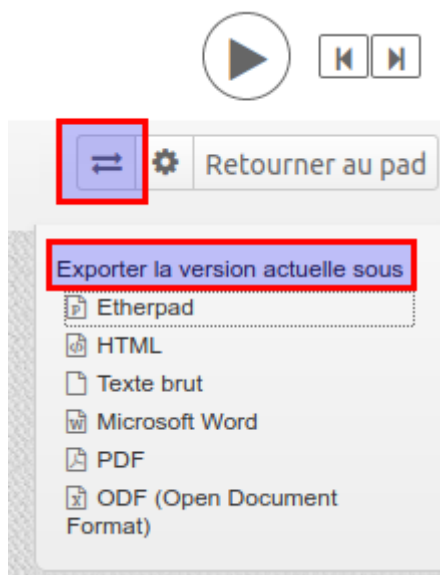 Retourner au pad
Exporter la version actuelle sous
Etherpad
HTML
Texte brut
Microsoft Word
PDF
ODF (Open Document
Format)